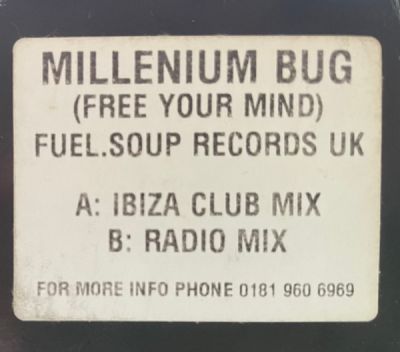 MILLENIUM BUG
(FREE YOUR MIND)
FUEL.SOUP RECORDS UK
A: IBIZA CLUB MIX
B: RADIO MIX
FOR MORE INFO PHONE 0181 960 6969